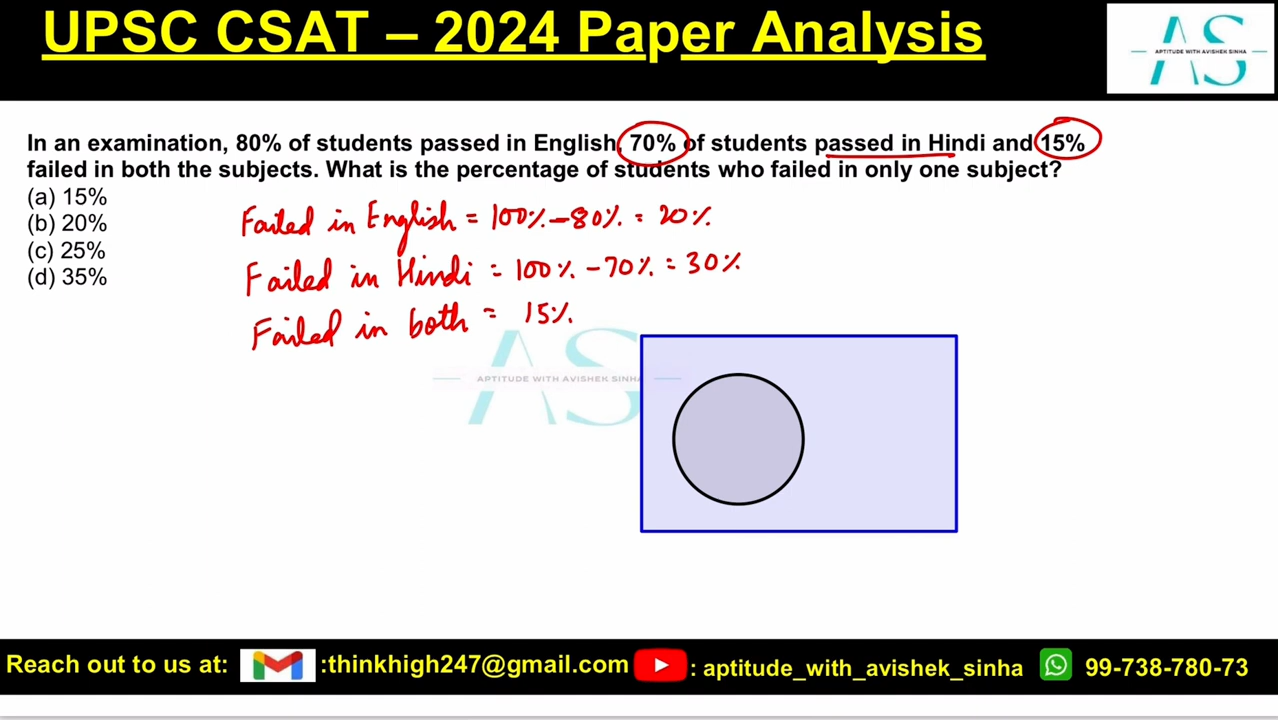 UPSC CSAT – 2024 Paper Analysis
AS
APTITUDE WITH AVISHEK SINHA
In an examination, 80% of students passed in English, 70% of students passed in Hindi and 15%
failed in both the subjects. What is the percentage of students who failed in only one subject?
(a) 15%
(b) 20%
(c) 25%
(d) 35%
Failed in English = 100% - 80% = 20%
Failed in Hindi = 100% - 70% = 30%
Failed in both = 15%
AS
APTITUDE WITH AVISHEK SINHA
Reach out to us at: :thinkhigh247@gmail.com : aptitude_with_avishek_sinha 99-738-780-73